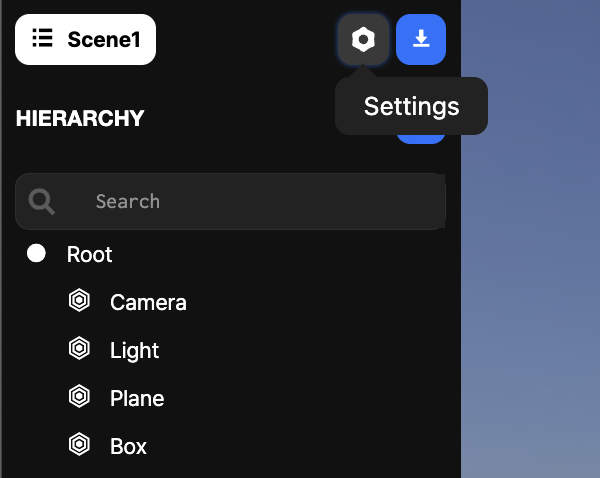 Scene1
Settings
HIERARCHY
Search
Root
Camera
Light
Plane
Box